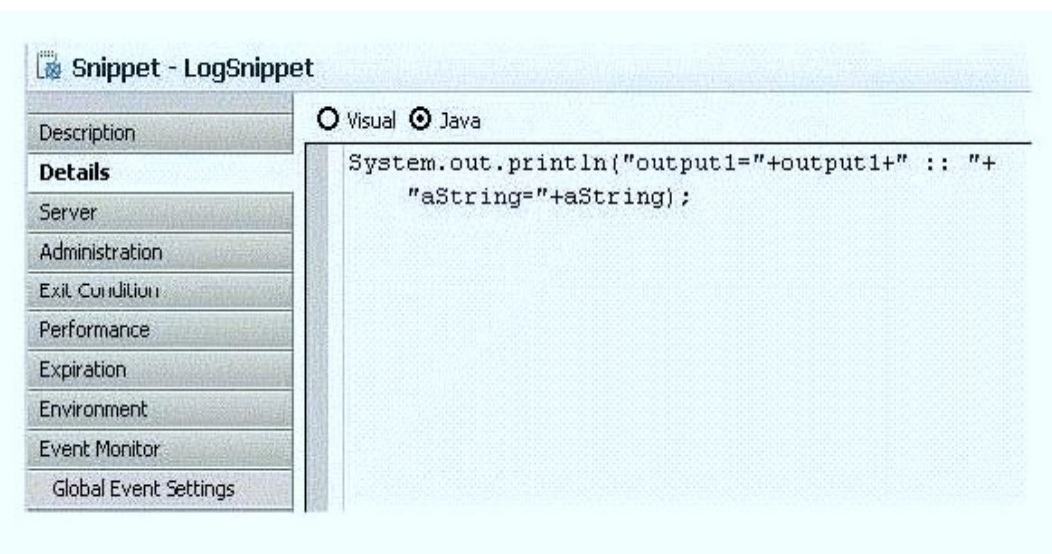 Snippet - LogSnippet
Description
Details
Server
Administration
Exit Condition
Performance
Expiration
Environment
Event Monitor
Global Event Settings
Visual Java
System.out.println("output1="+output1+" :: "+
"aString="+aString);